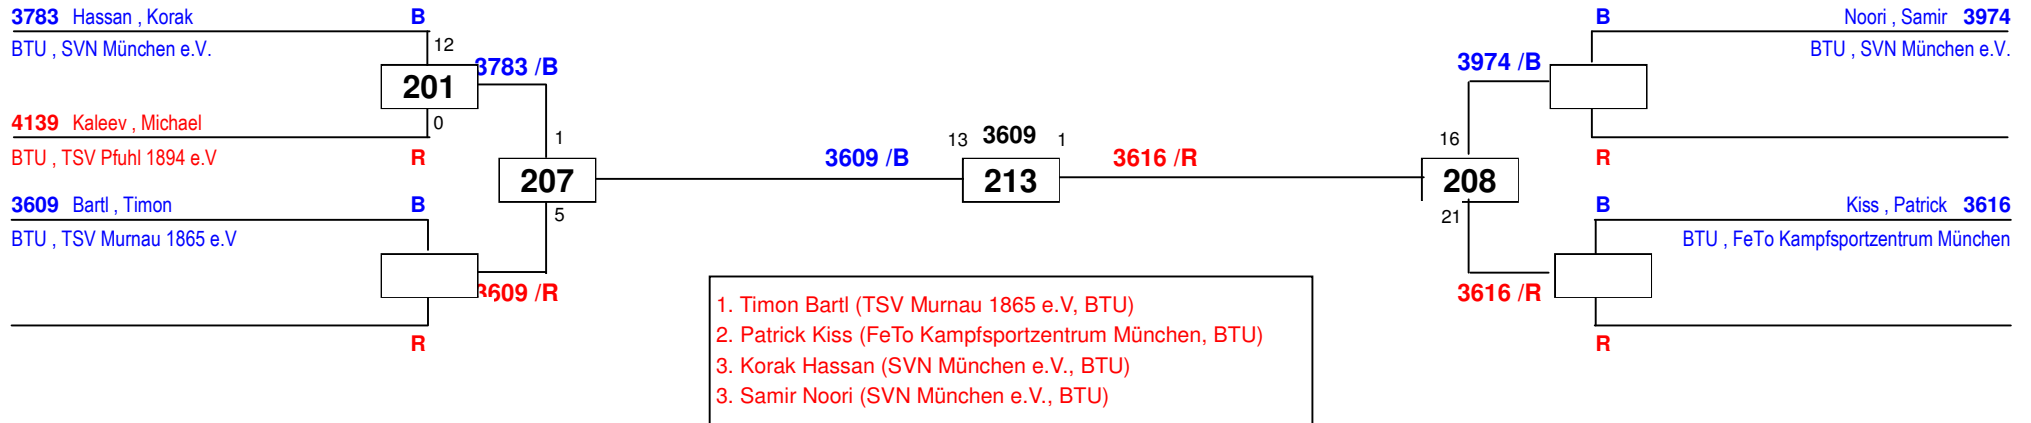 3783 Hassan , Korak B
BTU , SVN München e.V.
12
201
3783 /B
0
4139 Kaleev , Michael
BTU , TSV Pfuhl 1894 e.V R
1
207
5
3609 Bartl , Timon B
BTU , TSV Murnau 1865 e.V
3609 /R
R
3609 /B
13 3609 1
213
3616 /R
B Noori , Samir 3974
BTU , SVN München e.V.
3974 /B
R
16
208
21
B Kiss , Patrick 3616
BTU , FeTo Kampfsportzentrum München
3616 /R
R
1. Timon Bartl (TSV Murnau 1865 e.V, BTU)
2. Patrick Kiss (FeTo Kampfsportzentrum München, BTU)
3. Korak Hassan (SVN München e.V., BTU)
3. Samir Noori (SVN München e.V., BTU)